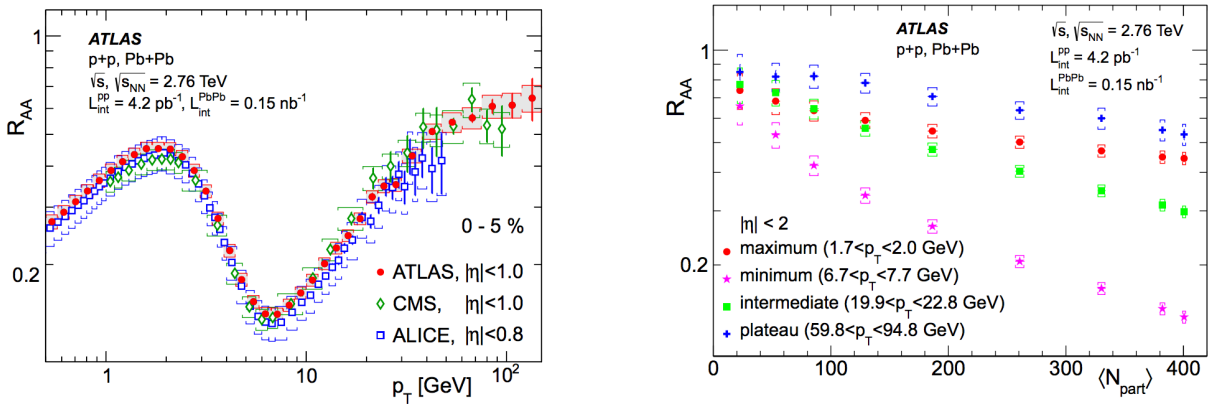 R_AA
1
0.2
ATLAS
p+p, Pb+Pb
√s, √s_NN = 2.76 TeV
L_int^pp = 4.2 pb⁻¹, L_int^PbPb = 0.15 nb⁻¹
0 - 5 %
ATLAS, |η|<1.0
CMS, |η|<1.0
ALICE, |η|<0.8
1
10
10²
p_T [GeV]
R_AA
1
0.2
ATLAS
p+p, Pb+Pb
√s, √s_NN = 2.76 TeV
L_int^pp = 4.2 pb⁻¹
L_int^PbPb = 0.15 nb⁻¹
|η| < 2
maximum (1.7<p_T<2.0 GeV)
minimum (6.7<p_T<7.7 GeV)
intermediate (19.9<p_T<22.8 GeV)
plateau (59.8<p_T<94.8 GeV)
0 100 200 300 400
⟨N_part⟩